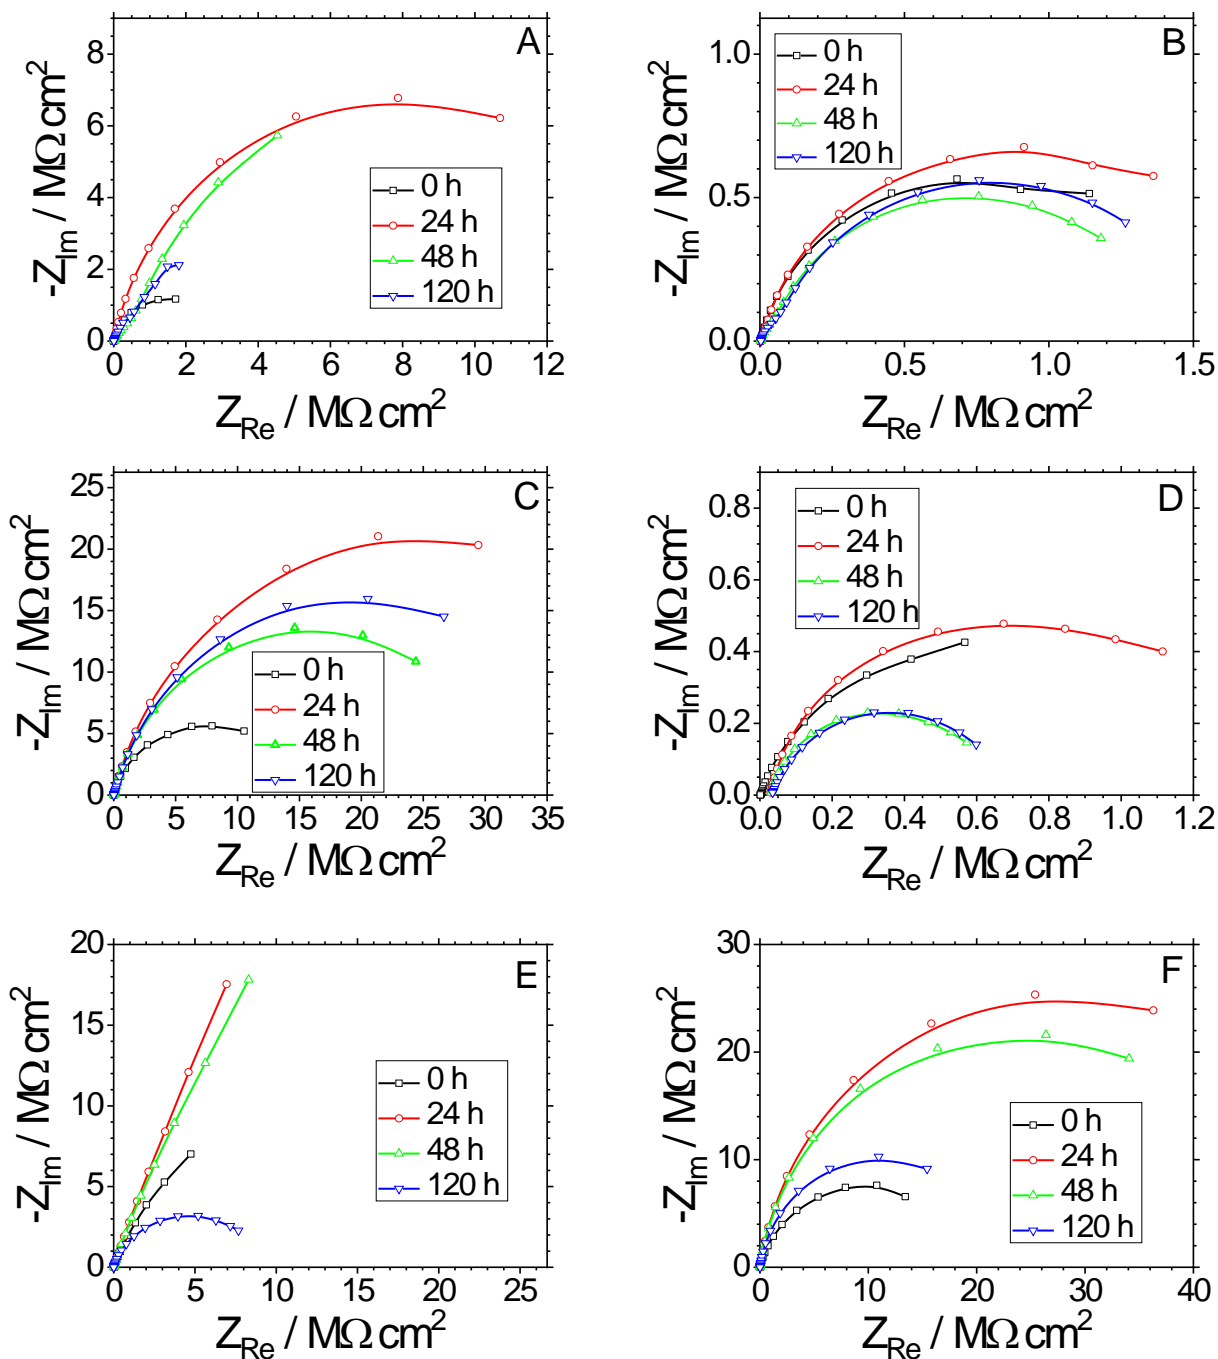 A
-Z_Im / MΩ cm²
8
6
4
2
0
0 h
24 h
48 h
120 h
0 2 4 6 8 10 12
Z_Re / MΩ cm²
B
-Z_Im / MΩ cm²
1.0
0.5
0.0
0 h
24 h
48 h
120 h
0.0 0.5 1.0 1.5
Z_Re / MΩ cm²
C
-Z_Im / MΩ cm²
25
20
15
10
5
0
0 h
24 h
48 h
120 h
0 5 10 15 20 25 30 35
Z_Re / MΩ cm²
D
-Z_Im / MΩ cm²
0.8
0.6
0.4
0.2
0.0
0 h
24 h
48 h
120 h
0.0 0.2 0.4 0.6 0.8 1.0 1.2
Z_Re / MΩ cm²
E
-Z_Im / MΩ cm²
20
15
10
5
0
0 h
24 h
48 h
120 h
0 5 10 15 20 25
Z_Re / MΩ cm²
F
-Z_Im / MΩ cm²
30
20
10
0
0 h
24 h
48 h
120 h
0 10 20 30 40
Z_Re / MΩ cm²